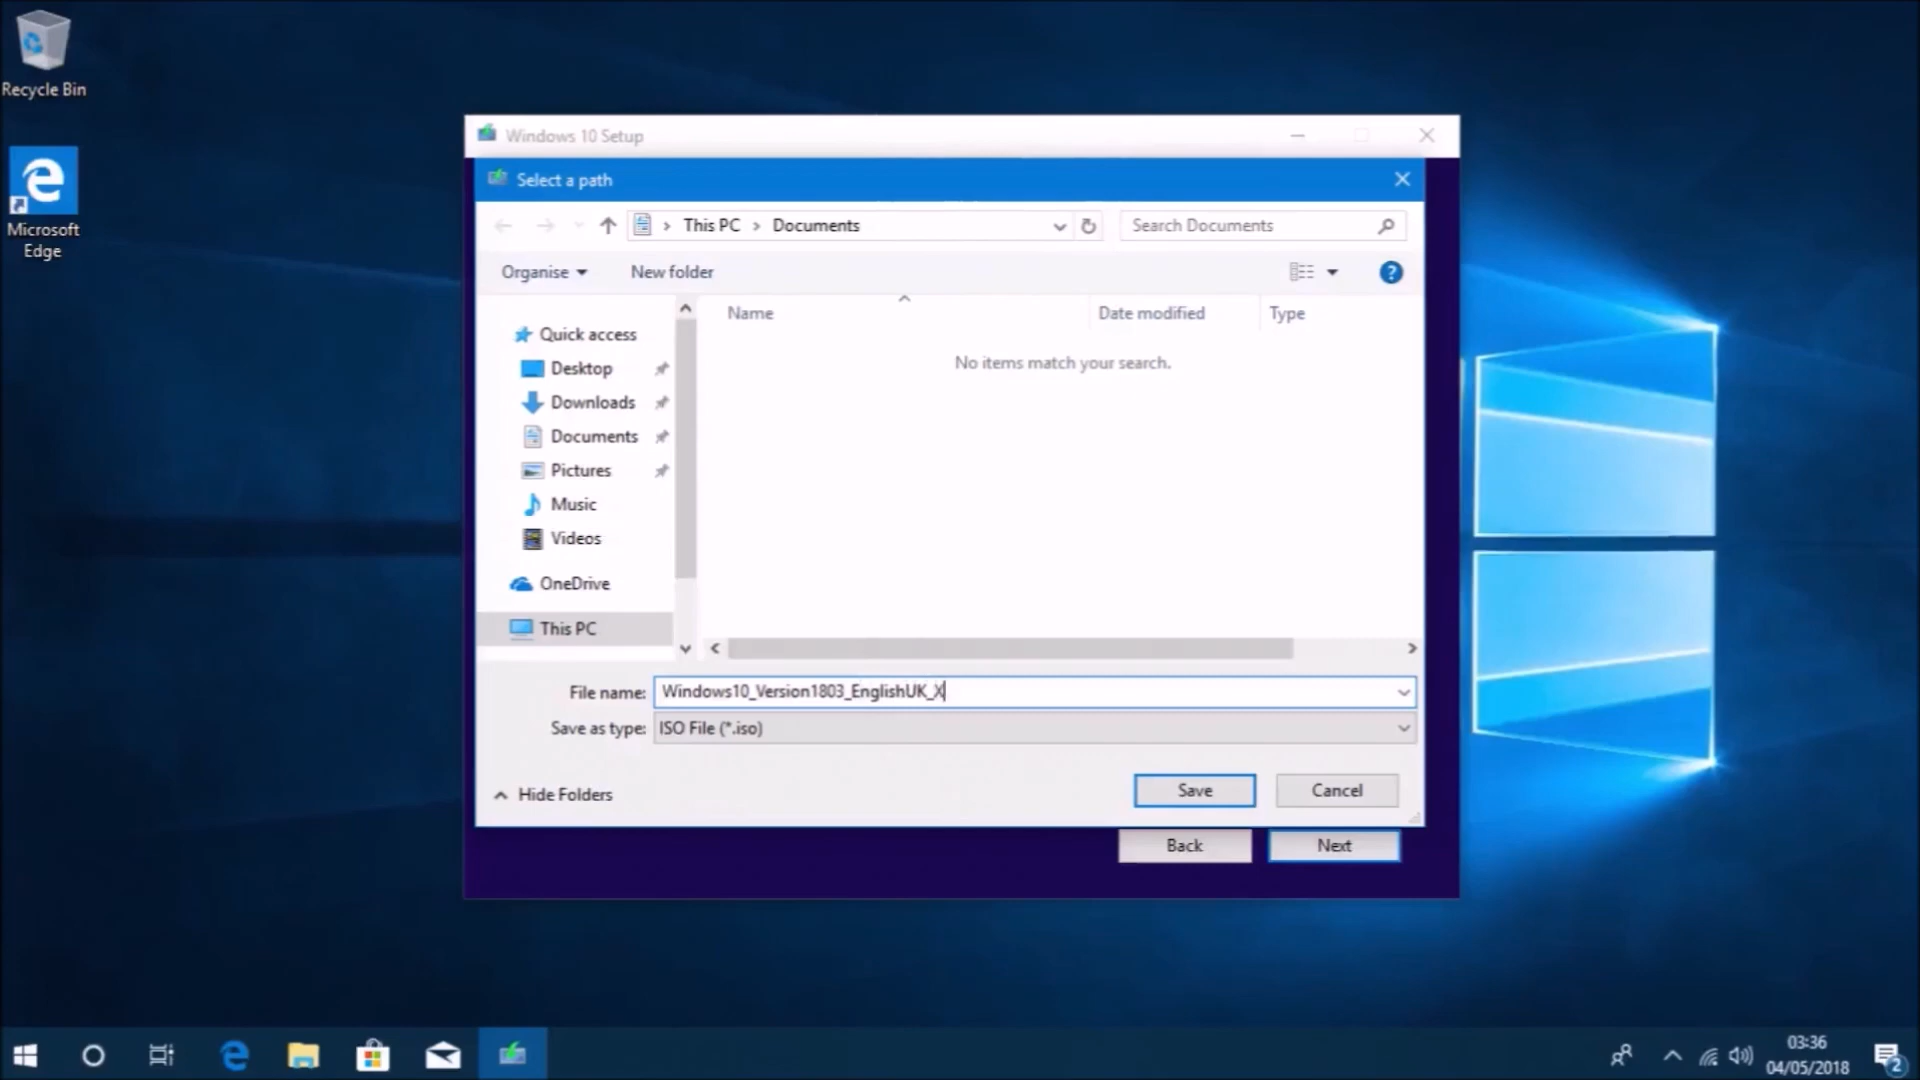 Recycle Bin
Microsoft
Edge
Windows 10 Setup
Select a path
This PC > Documents
Search Documents
Organise
New folder
?
Name
Date modified
Type
No items match your search.
Quick access
Desktop
Downloads
Documents
Pictures
Music
Videos
OneDrive
This PC
File name: Windows10_Version1803_EnglishUK_X
Save as type: ISO File (*.iso)
Hide Folders
Save
Cancel
Back
Next
03:36
04/05/2018
2